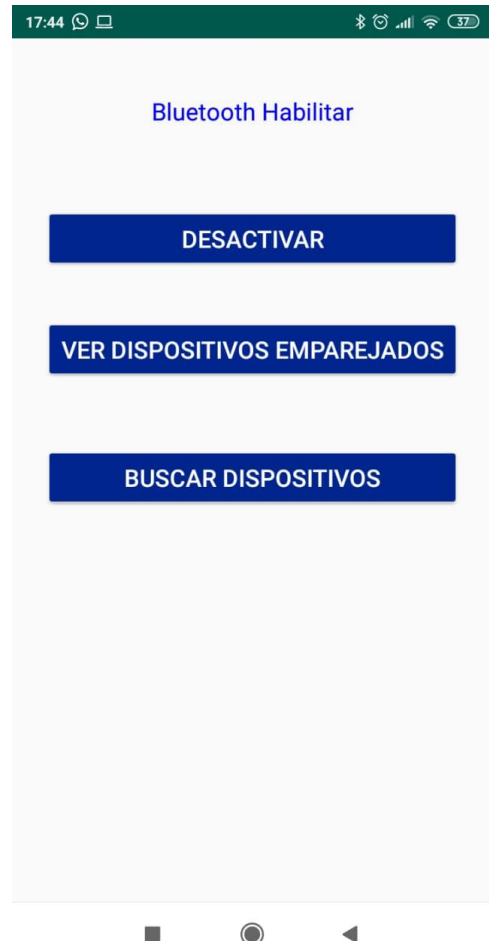 17:44
37
Bluetooth Habilitar
DESACTIVAR
VER DISPOSITIVOS EMPAREJADOS
BUSCAR DISPOSITIVOS